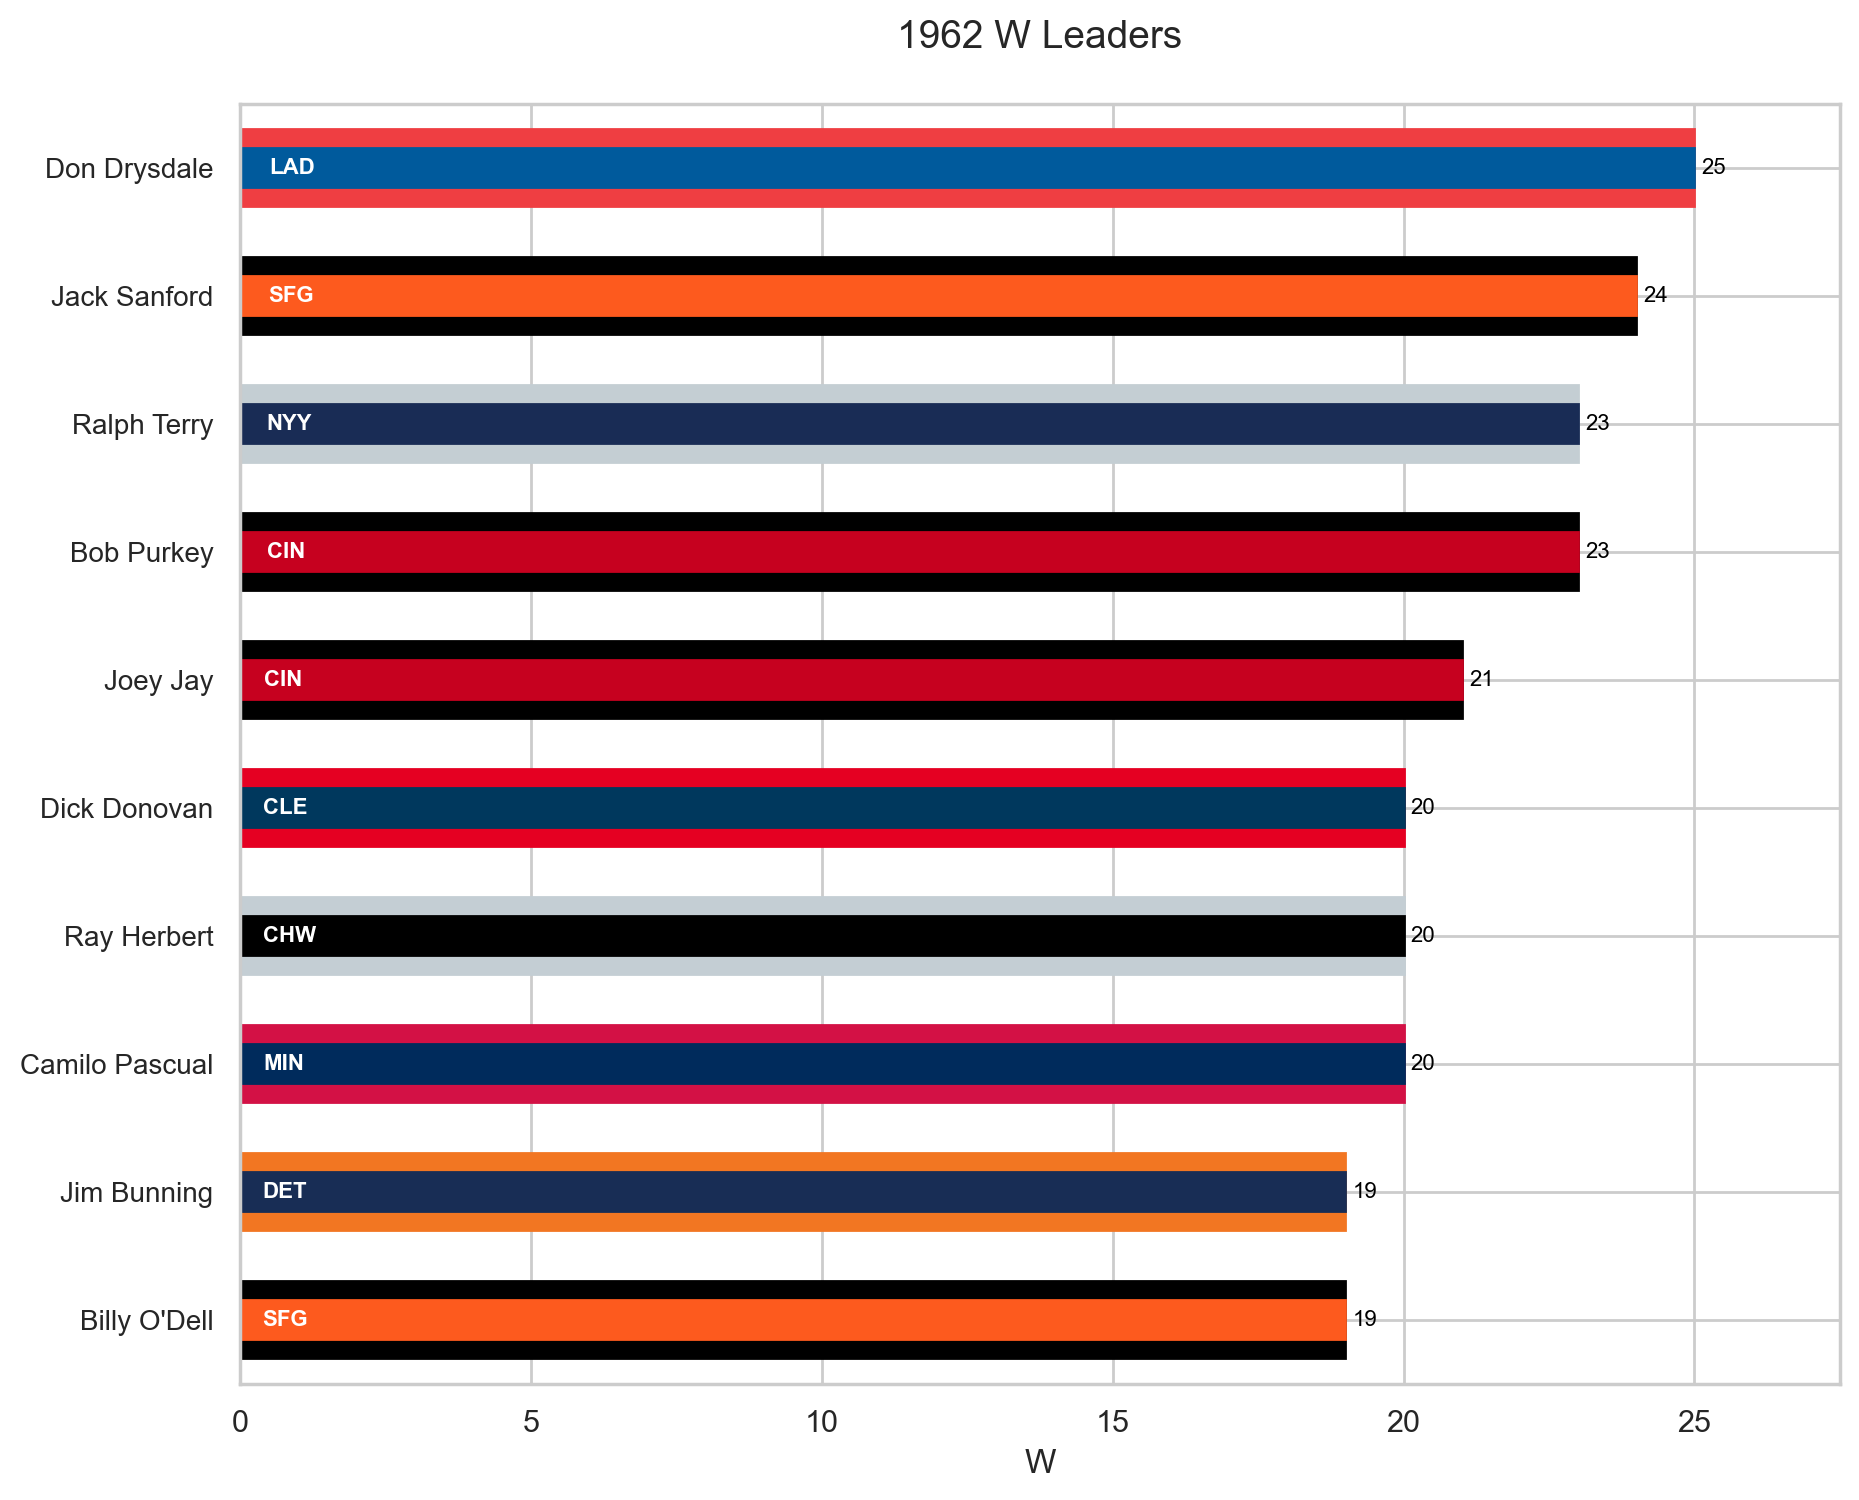 1962 W Leaders
Don Drysdale LAD 25
Jack Sanford SFG 24
Ralph Terry NYY 23
Bob Purkey CIN 23
Joey Jay CIN 21
Dick Donovan CLE 20
Ray Herbert CHW 20
Camilo Pascual MIN 20
Jim Bunning DET 19
Billy O'Dell SFG 19
0 5 10 15 20 25
W